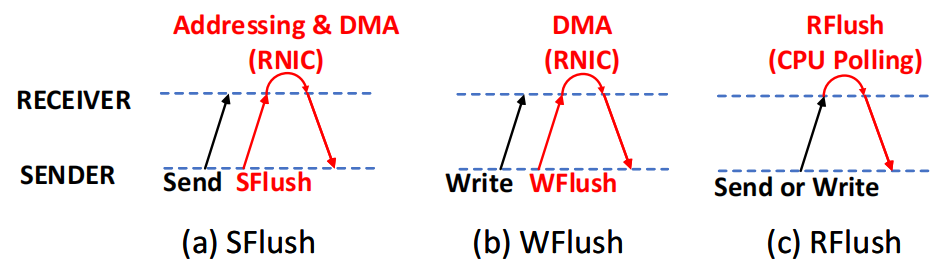 Addressing & DMA
(RNIC)
DMA
(RNIC)
RFlush
(CPU Polling)
RECEIVER
SENDER
Send SFlush
Write WFlush
Send or Write
(a) SFlush
(b) WFlush
(c) RFlush